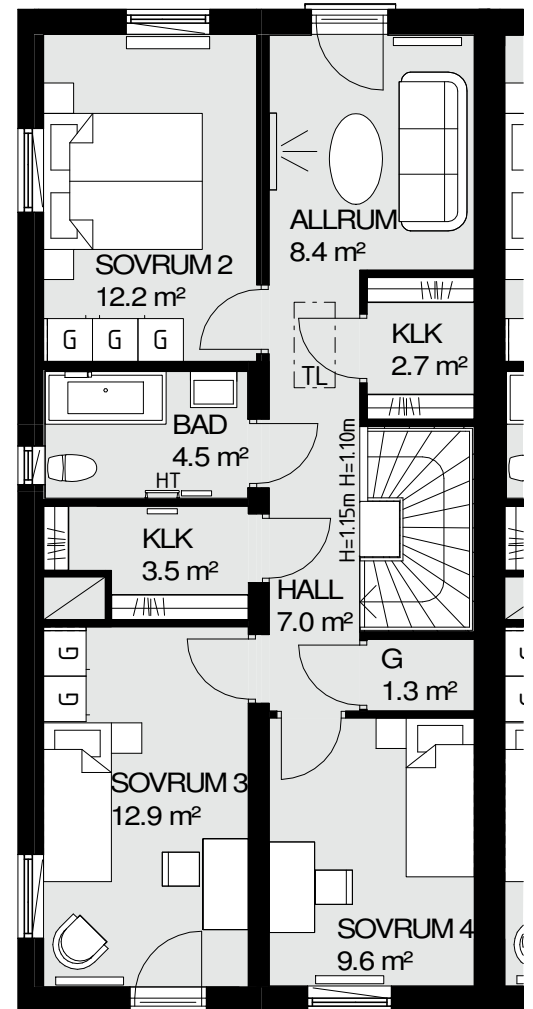 ALLRUM
8.4 m²
SOVRUM 2
12.2 m²
G G G
KLK
2.7 m²
TL
BAD
4.5 m²
HT
H=1.15m H=1.10m
KLK
3.5 m²
HALL
7.0 m²
G
G
G
1.3 m²
SOVRUM 3
12.9 m²
SOVRUM 4
9.6 m²